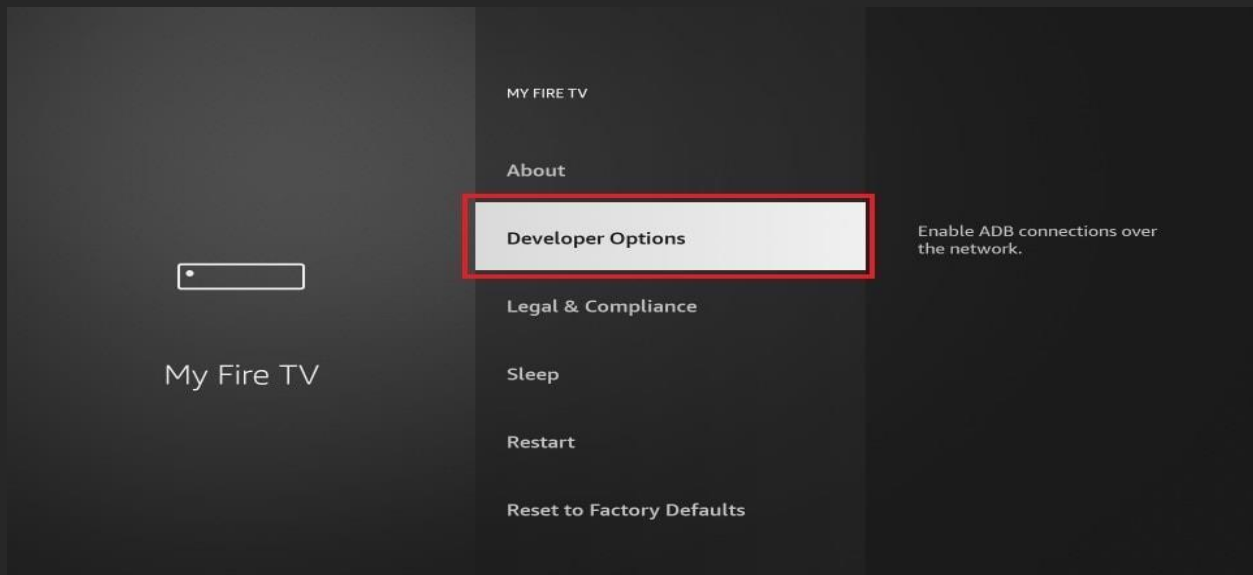 MY FIRE TV
About
Developer Options
Enable ADB connections over
the network.
Legal & Compliance
My Fire TV
Sleep
Restart
Reset to Factory Defaults